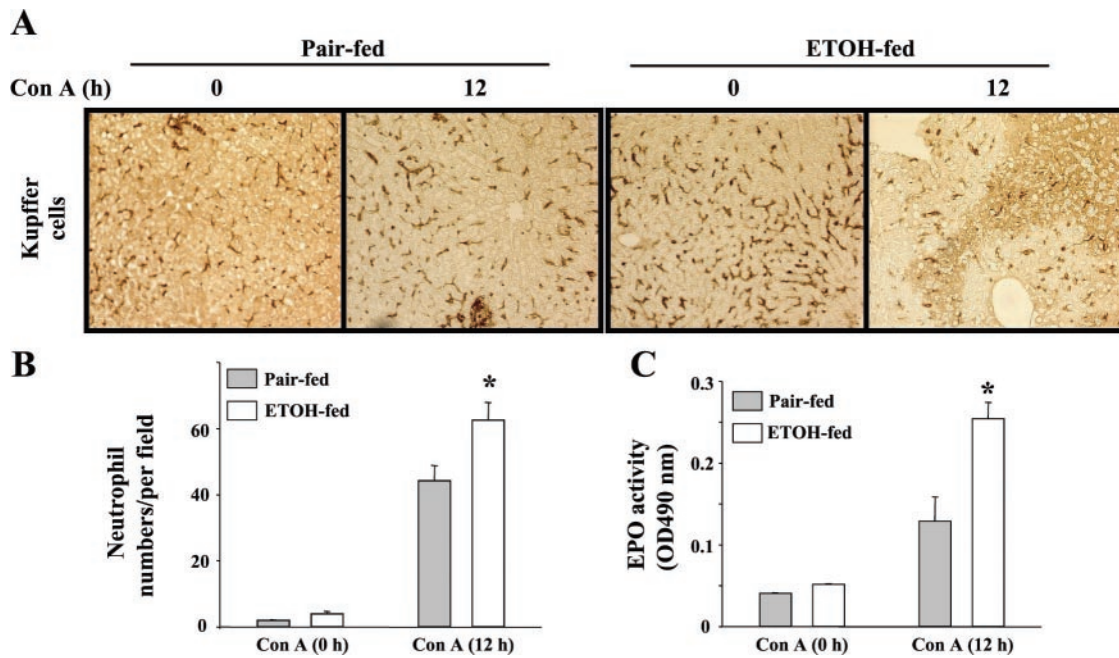 A
Pair-fed ETOH-fed
Con A (h) 0 12 0 12
Kupffer
cells
B
Pair-fed
ETOH-fed
*
Neutrophil
numbers/per field
60
40
20
0
Con A (0 h) Con A (12 h)
C
Pair-fed
ETOH-fed
*
EPO activity
(OD490 nm)
0.3
0.2
0.1
0
Con A (0 h) Con A (12 h)